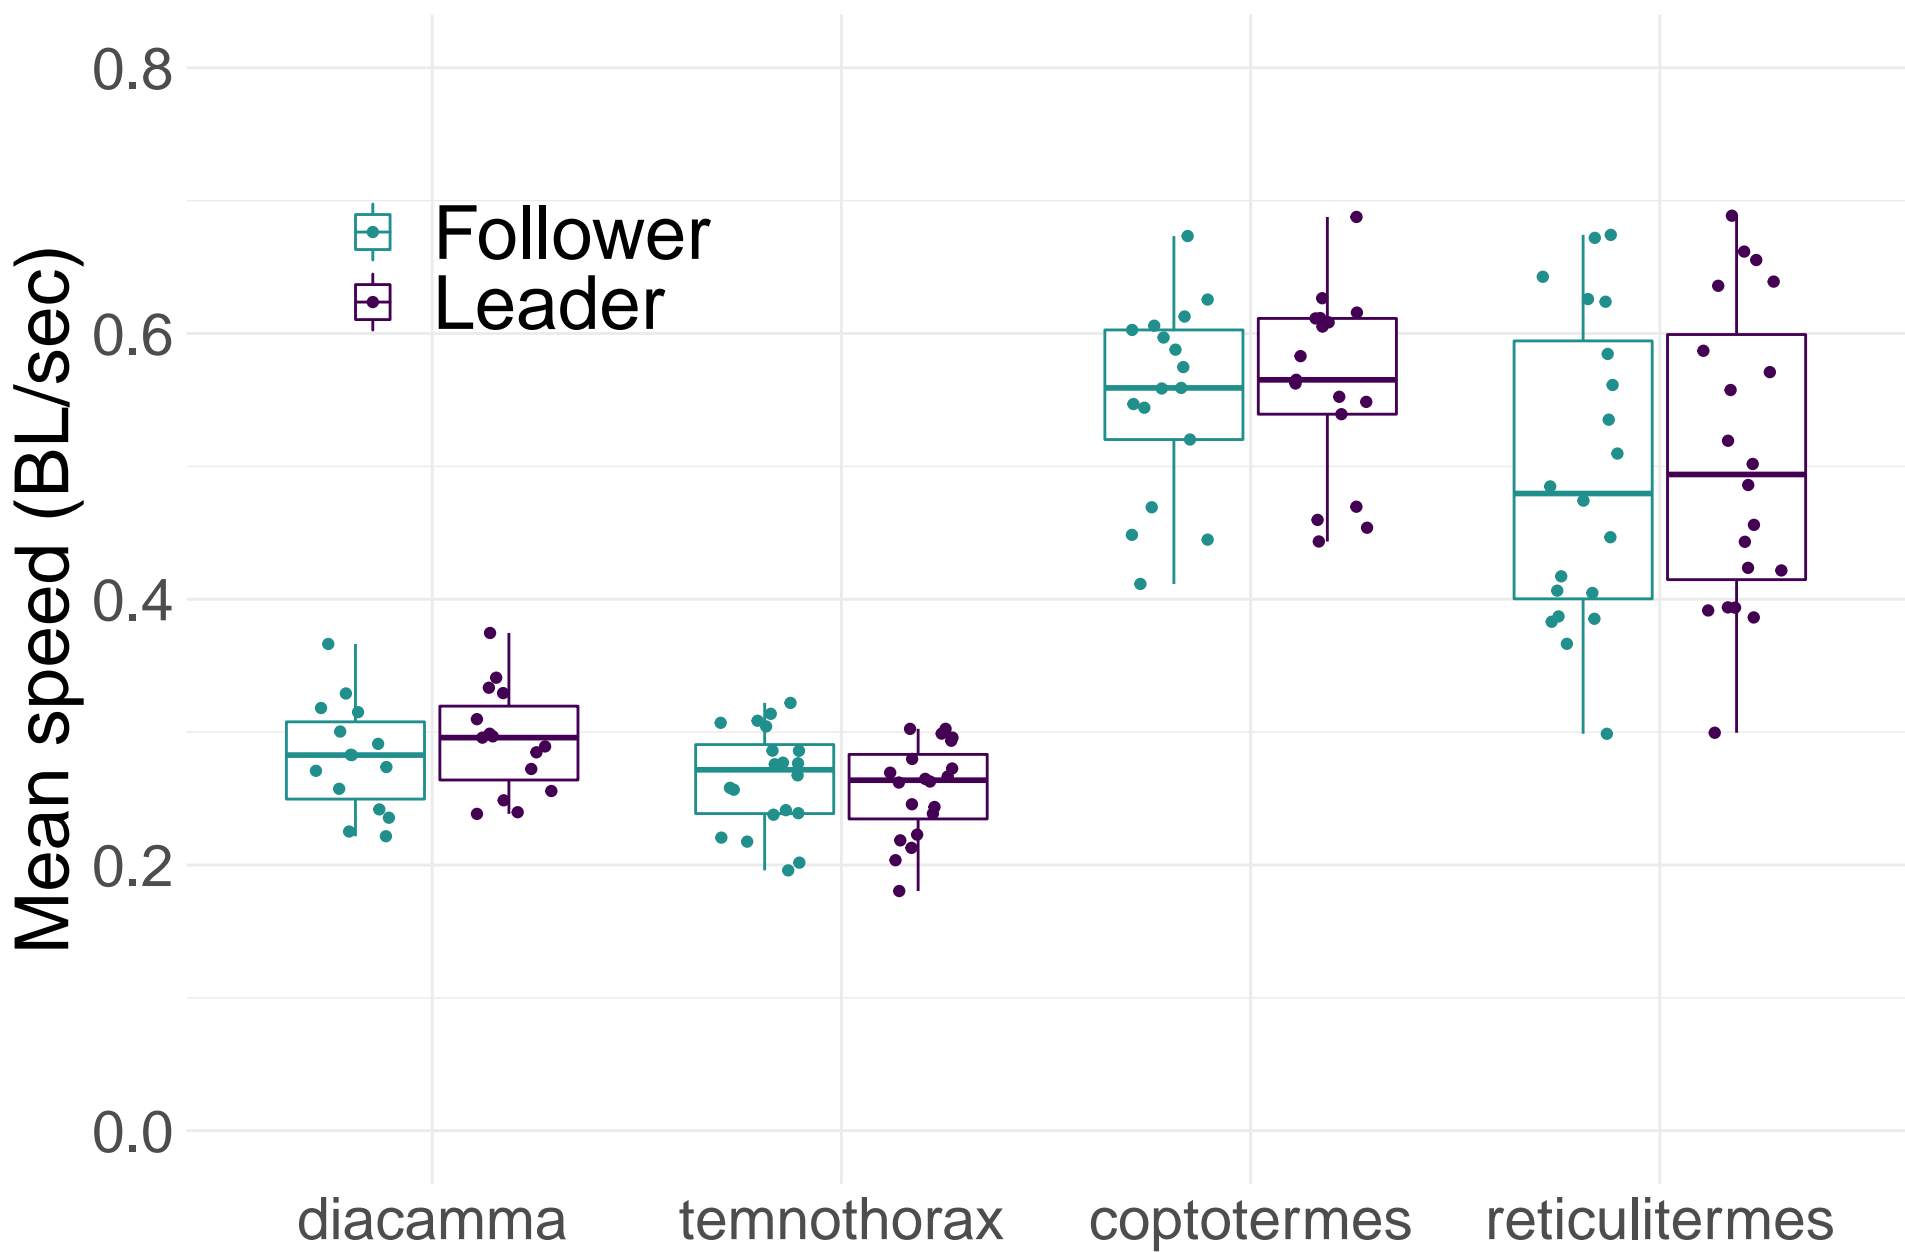 Mean speed (BL/sec)
0.8
0.6
0.4
0.2
0.0
Follower
Leader
diacamma
temnothorax
coptotermes
reticulitermes